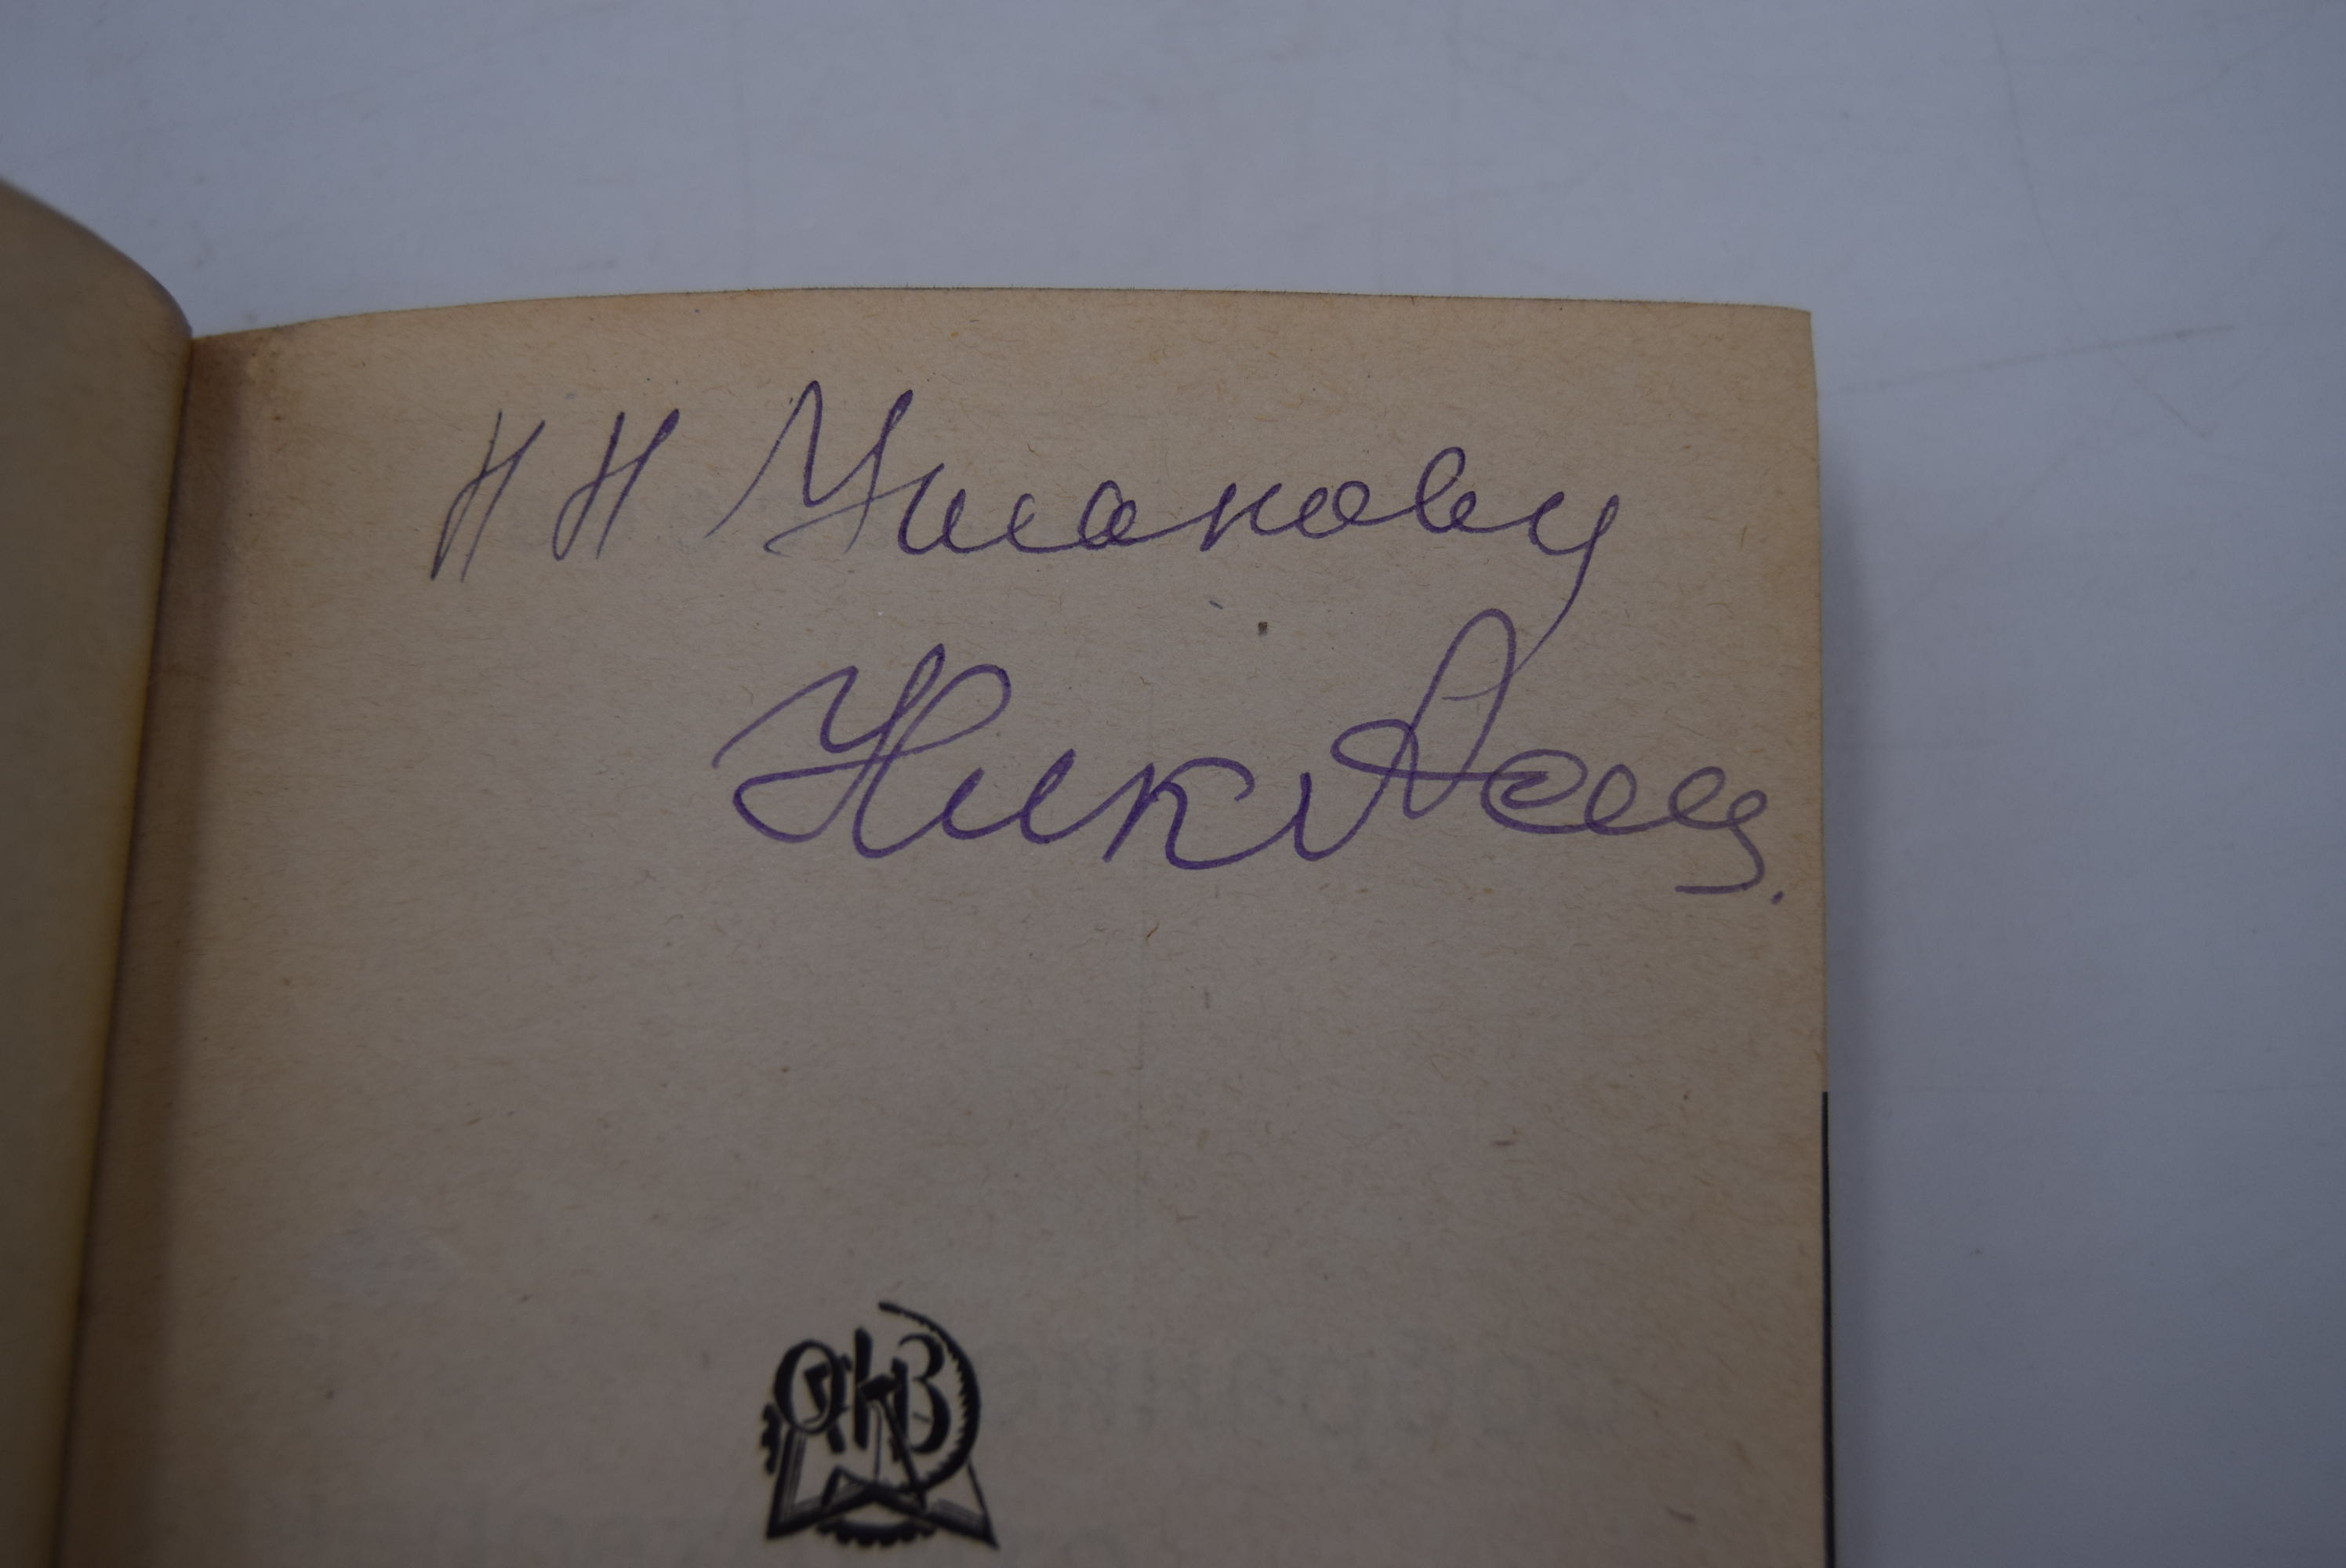 Н Н Ушакову
Ник Асеев